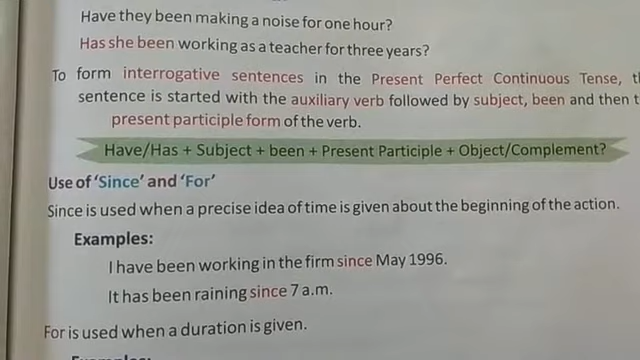 Have they been making a noise for one hour?
Has she been working as a teacher for three years?
To form interrogative sentences in the Present Perfect Continuous Tense,
sentence is started with the auxiliary verb followed by subject, been and then
present participle form of the verb.
Have/Has + Subject + been + Present Participle + Object/Complement?
Use of 'Since' and 'For'
Since is used when a precise idea of time is given about the beginning of the action.
Examples:
I have been working in the firm since May 1996.
It has been raining since 7 a.m.
For is used when a duration is given.
Examples: